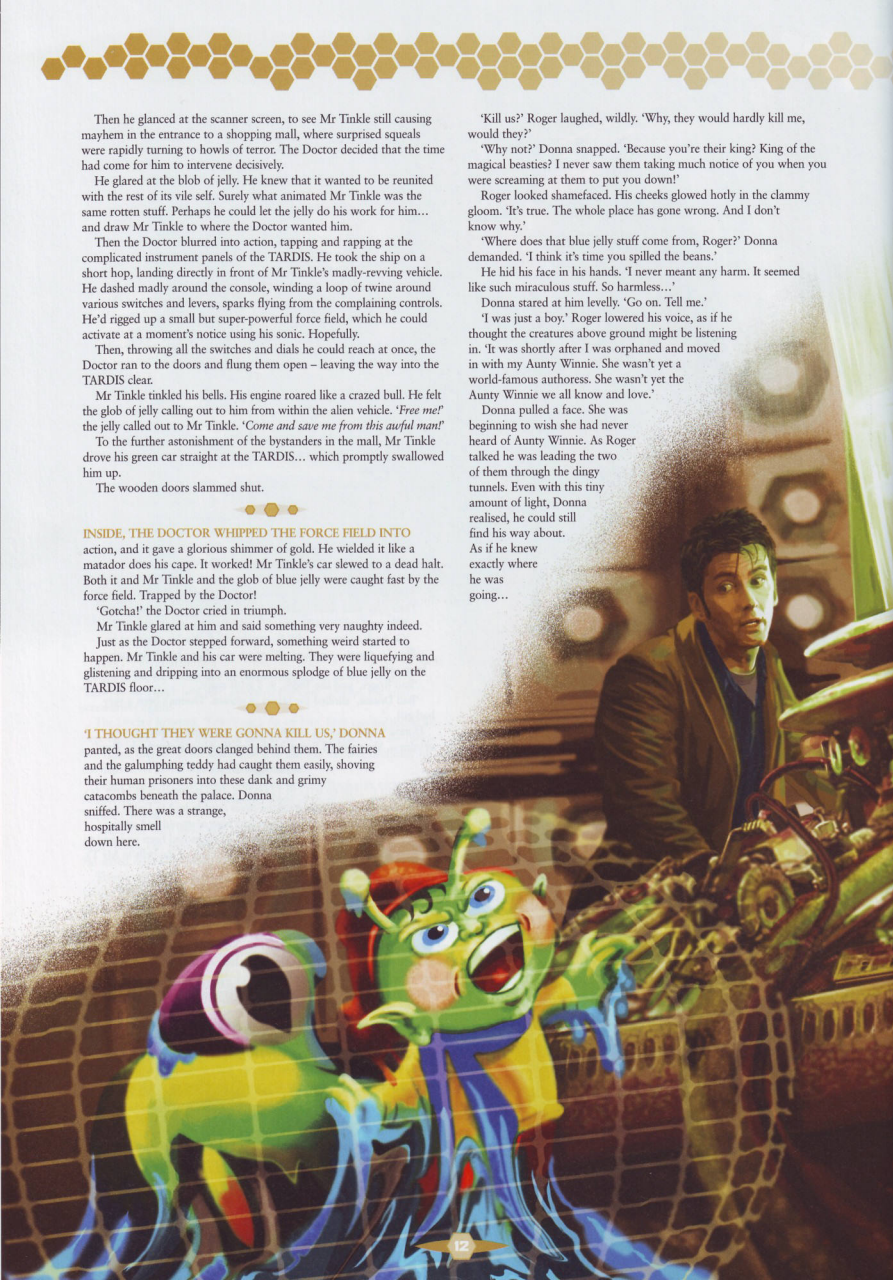 Then he glanced at the scanner screen, to see Mr Tinkle still causing
mayhem in the entrance to a shopping mall, where surprised squeals
were rapidly turning to howls of terror. The Doctor decided that the time
had come for him to intervene decisively.
He glared at the blob of jelly. He knew that it wanted to be reunited
with the rest of its vile self. Surely what animated Mr Tinkle was the
same rotten stuff. Perhaps he could let the jelly do his work for him…
and draw Mr Tinkle to where the Doctor wanted him.
Then the Doctor blurred into action, tapping and rapping at the
complicated instrument panels of the TARDIS. He took the ship on a
short hop, landing directly in front of Mr Tinkle's madly-revving vehicle.
He dashed madly around the console, winding a loop of twine around
various switches and levers, sparks flying from the complaining controls.
He'd rigged up a small but super-powerful force field, which he could
activate at a moment's notice using his sonic. Hopefully.
Then, throwing all the switches and dials he could reach at once, the
Doctor ran to the doors and flung them open – leaving the way into the
TARDIS clear.
Mr Tinkle tinkled his bells. His engine roared like a crazed bull. He felt
the glob of jelly calling out to him from within the alien vehicle. 'Free me!'
the jelly called out to Mr Tinkle. 'Come and save me from this awful man!'
To the further astonishment of the bystanders in the mall, Mr Tinkle
drove his green car straight at the TARDIS… which promptly swallowed
him up.
The wooden doors slammed shut.
INSIDE, THE DOCTOR WHIPPED THE FORCE FIELD INTO
action, and it gave a glorious shimmer of gold. He wielded it like a
matador does his cape. It worked! Mr Tinkle's car slewed to a dead halt.
Both it and Mr Tinkle and the glob of blue jelly were caught fast by the
force field. Trapped by the Doctor!
'Gotcha!' the Doctor cried in triumph.
Mr Tinkle glared at him and said something very naughty indeed.
Just as the Doctor stepped forward, something weird started to
happen. Mr Tinkle and his car were melting. They were liquefying and
glistening and dripping into an enormous splodge of blue jelly on the
TARDIS floor…
'I THOUGHT THEY WERE GONNA KILL US,' DONNA
panted, as the great doors clanged behind them. The fairies
and the galumphing teddy had caught them easily, shoving
their human prisoners into these dank and grimy
catacombs beneath the palace. Donna
sniffed. There was a strange,
hospitally smell
down here.
'Kill us?' Roger laughed, wildly. 'Why, they would hardly kill me,
would they?'
'Why not?' Donna snapped. 'Because you're their king? King of the
magical beasties? I never saw them taking much notice of you when you
were screaming at them to put you down!'
Roger looked shamefaced. His cheeks glowed hotly in the clammy
gloom. 'It's true. The whole place has gone wrong. And I don't
know why.'
'Where does that blue jelly stuff come from, Roger?' Donna
demanded. 'I think it's time you spilled the beans.'
He hid his face in his hands. 'I never meant any harm. It seemed
like such miraculous stuff. So harmless…'
Donna stared at him levelly. 'Go on. Tell me.'
'I was just a boy.' Roger lowered his voice, as if he
thought the creatures above ground might be listening
in. 'It was shortly after I was orphaned and moved
in with my Aunty Winnie. She wasn't yet a
world-famous authoress. She wasn't yet the
Aunty Winnie we all know and love.'
Donna pulled a face. She was
beginning to wish she had never
heard of Aunty Winnie. As Roger
talked he was leading the two
of them through the dingy
tunnels. Even with this tiny
amount of light, Donna
realised, he could still
find his way about.
As if he knew
exactly where
he was
going…
12